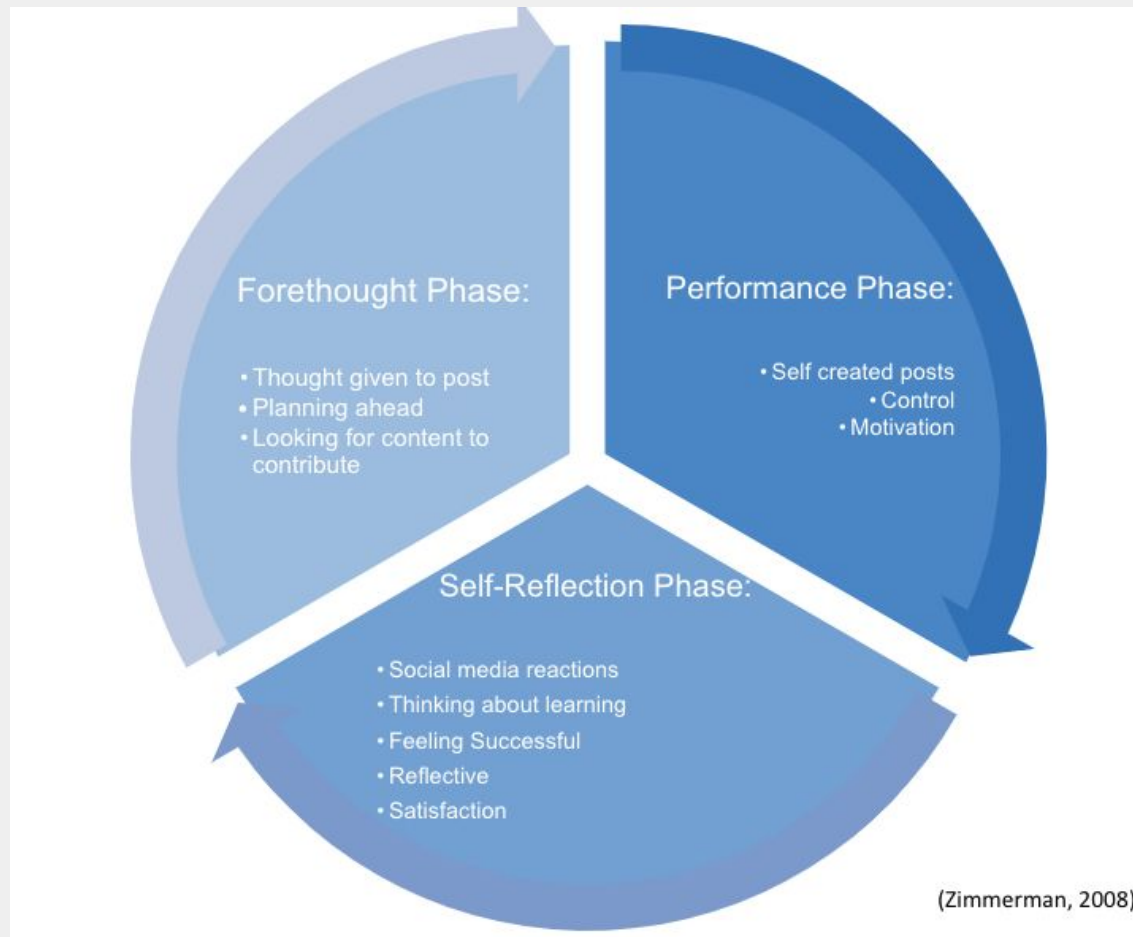 Forethought Phase:
• Thought given to post
• Planning ahead
• Looking for content to
contribute
Performance Phase:
• Self created posts
• Control
• Motivation
Self-Reflection Phase:
• Social media reactions
• Thinking about learning
• Feeling Successful
• Reflective
• Satisfaction
(Zimmerman, 2008)